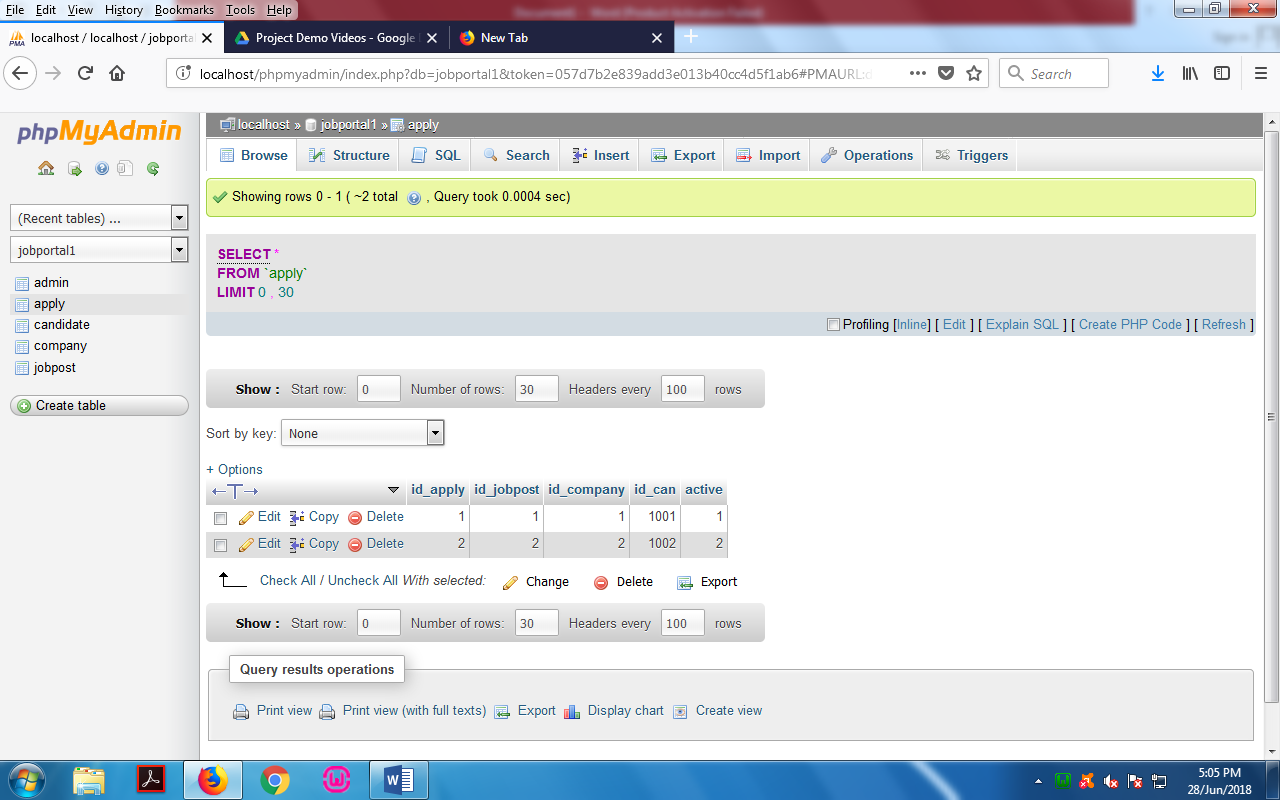 File Edit View History Bookmarks Tools Help
localhost / localhost / jobportal
Project Demo Videos - Google
New Tab
localhost/phpmyadmin/index.php?db=jobportal1&token=057d7b2e839add3e013b40cc4d5f1ab6#PMAURL:d
Search
phpMyAdmin
(Recent tables) ...
jobportal1
admin
apply
candidate
company
jobpost
Create table
localhost » jobportal1 » apply
Browse Structure SQL Search Insert Export Import Operations Triggers
Showing rows 0 - 1 ( ~2 total , Query took 0.0004 sec)
SELECT *
FROM `apply`
LIMIT 0 , 30
Profiling [Inline] [ Edit ] [ Explain SQL ] [ Create PHP Code ] [ Refresh ]
Show : Start row: 0 Number of rows: 30 Headers every 100 rows
Sort by key: None
+ Options
←T→ id_apply id_jobpost id_company id_can active
Edit Copy Delete 1 1 1 1001 1
Edit Copy Delete 2 2 2 1002 2
Check All / Uncheck All With selected: Change Delete Export
Show : Start row: 0 Number of rows: 30 Headers every 100 rows
Query results operations
Print view Print view (with full texts) Export Display chart Create view
5:05 PM
28/Jun/2018